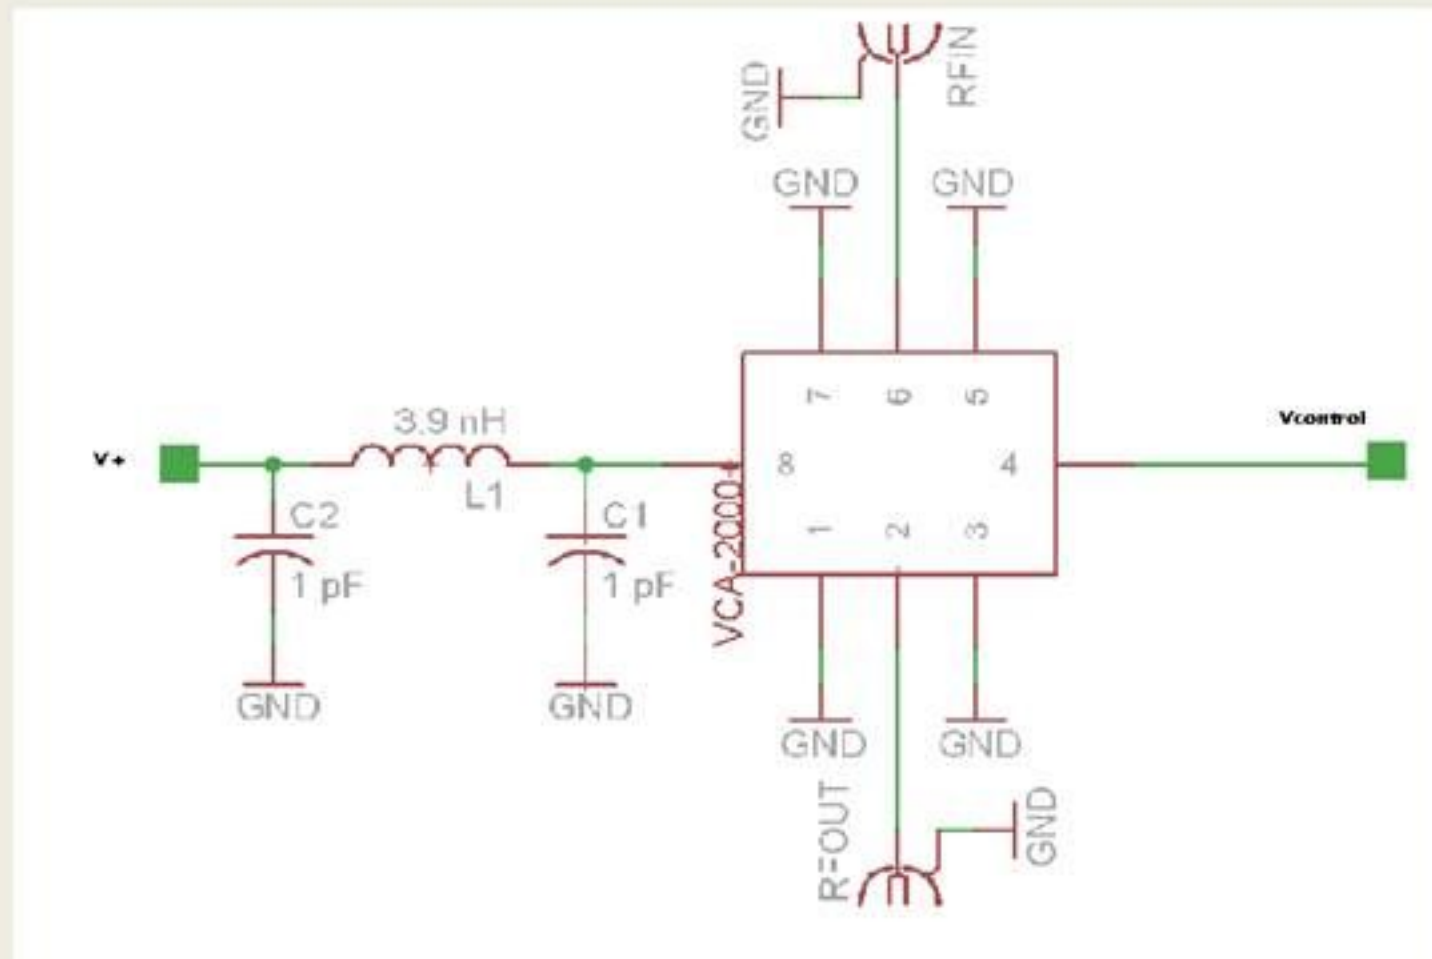 RFIN
GND
GND
GND
Vcontrol
3.9 nH
7
6
5
V+
8
4
L1
C2
C1
VCA-2000+
1
2
3
1 pF
1 pF
GND
GND
GND
GND
RFOUT
GND